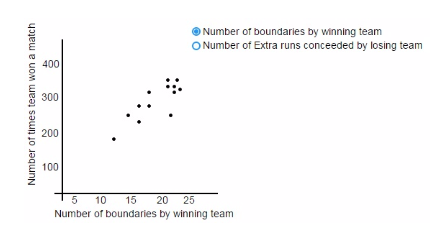 Number of boundaries by winning team
Number of Extra runs conceeded by losing team
Number of times team won a match
400
300
200
100
5 10 15 20 25
Number of boundaries by winning team